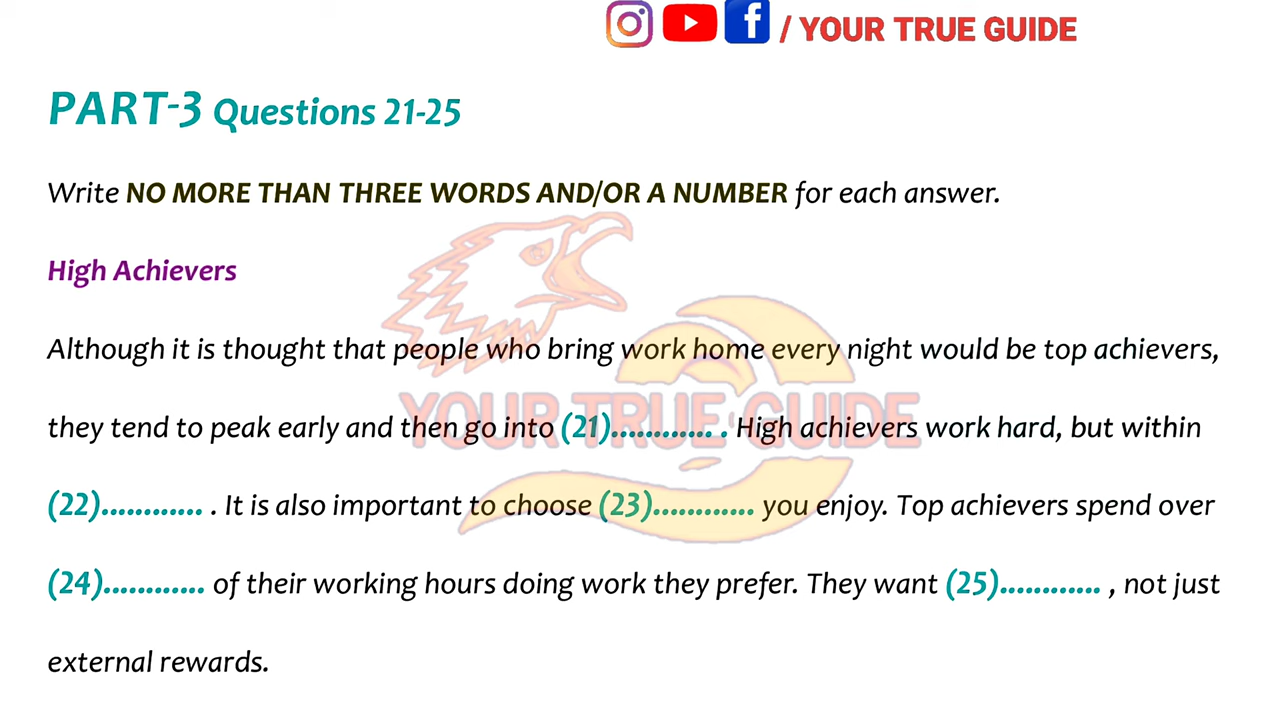 / YOUR TRUE GUIDE
PART-3 Questions 21-25
Write NO MORE THAN THREE WORDS AND/OR A NUMBER for each answer.
High Achievers
Although it is thought that people who bring work home every night would be top achievers,
they tend to peak early and then go into (21)............ . High achievers work hard, but within
(22)............ . It is also important to choose (23)............ you enjoy. Top achievers spend over
(24)............ of their working hours doing work they prefer. They want (25)............ , not just
external rewards.
YOUR TRUE GUIDE